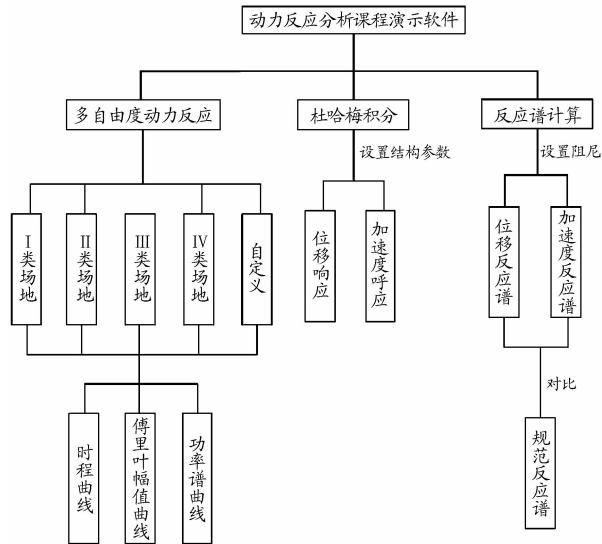 动力反应分析课程演示软件
多自由度动力反应
杜哈梅积分
反应谱计算
设置结构参数
设置阻尼
Ⅰ类场地
Ⅱ类场地
Ⅲ类场地
Ⅳ类场地
自定义
位移响应
加速度呼应
位移反应谱
加速度反应谱
对比
时程曲线
傅里叶幅值曲线
功率谱曲线
规范反应谱